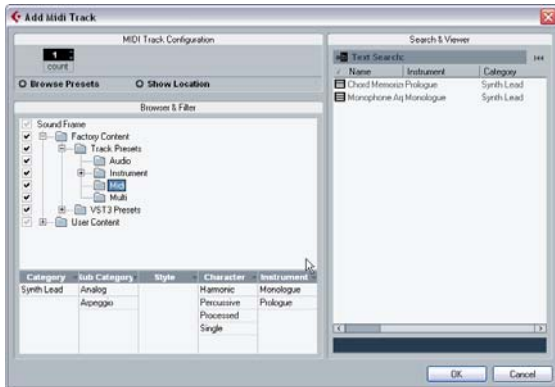 Add Midi Track
MIDI Track Configuration
1
count
Browse Presets
Show Location
Browser & Filter
Sound Frame
Factory Content
Track Presets
Audio
Instrument
Midi
Multi
VST3 Presets
User Content
Category Sub Category Style Character Instrument
Synth Lead Analog Harmonic Monologue
Arpeggio Percussive Prologue
Processed
Single
Search & Viewer
Text Search:
Name Instrument Category
Chord Memorizi Prologue Synth Lead
Monophone Arp Monologue Synth Lead
OK
Cancel